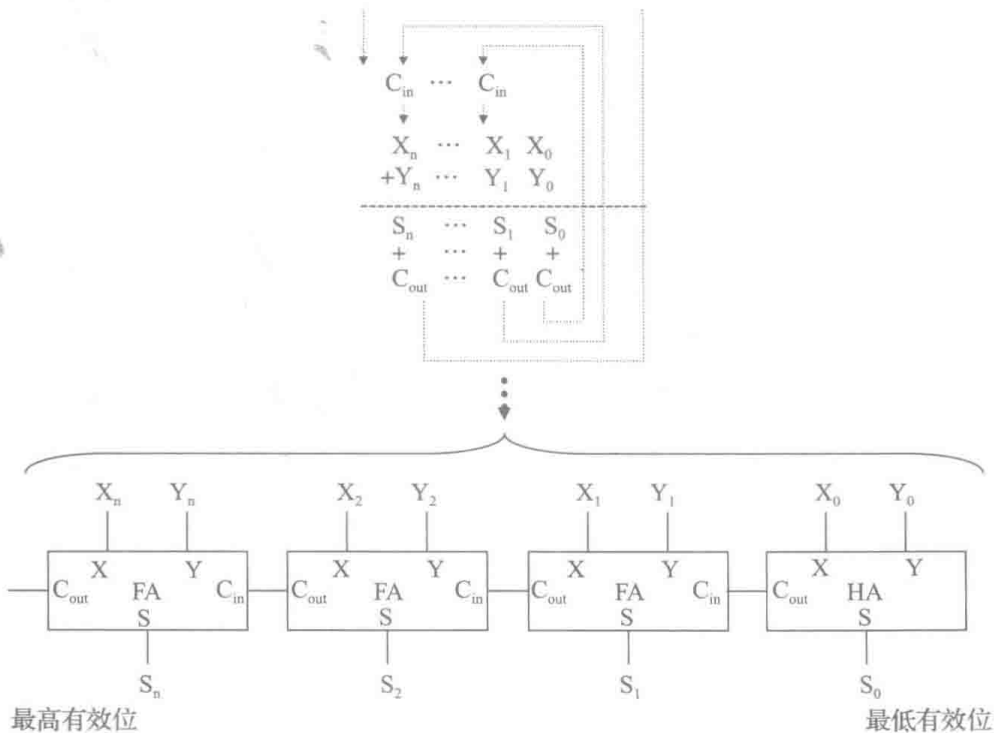 C_in ⋯ C_in
X_n ⋯ X_1 X_0
+Y_n ⋯ Y_1 Y_0
S_n ⋯ S_1 S_0
+ ⋯ + +
C_out ⋯ C_out C_out
X_n Y_n X_2 Y_2 X_1 Y_1 X_0 Y_0
X Y X Y X Y X Y
C_out FA C_in C_out FA C_in C_out FA C_in C_out HA
S S S S
S_n S_2 S_1 S_0
最高有效位 最低有效位